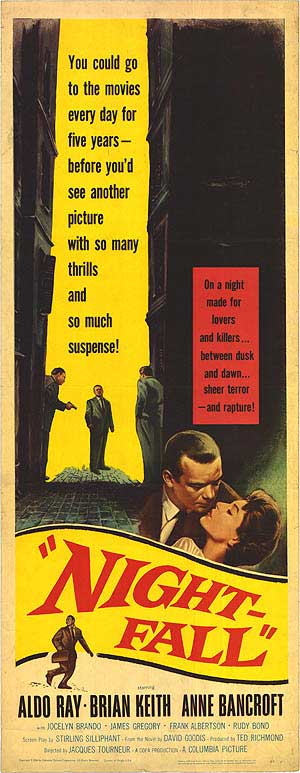 You could go
to the movies
every day for
five years—
before you'd
see another
picture
with so many
thrills
and
so much
suspense!
On a night
made for
lovers
and killers...
between dusk
and dawn...
sheer terror
—and rapture!
"NIGHT-
FALL"
starring
ALDO RAY · BRIAN KEITH · ANNE BANCROFT
with JOCELYN BRANDO · JAMES GREGORY · FRANK ALBERTSON · RUDY BOND
Screen Play by STIRLING SILLIPHANT · From the Novel by DAVID GOODIS · Produced by TED RICHMOND
Directed by JACQUES TOURNEUR · A COPA PRODUCTION · A COLUMBIA PICTURE